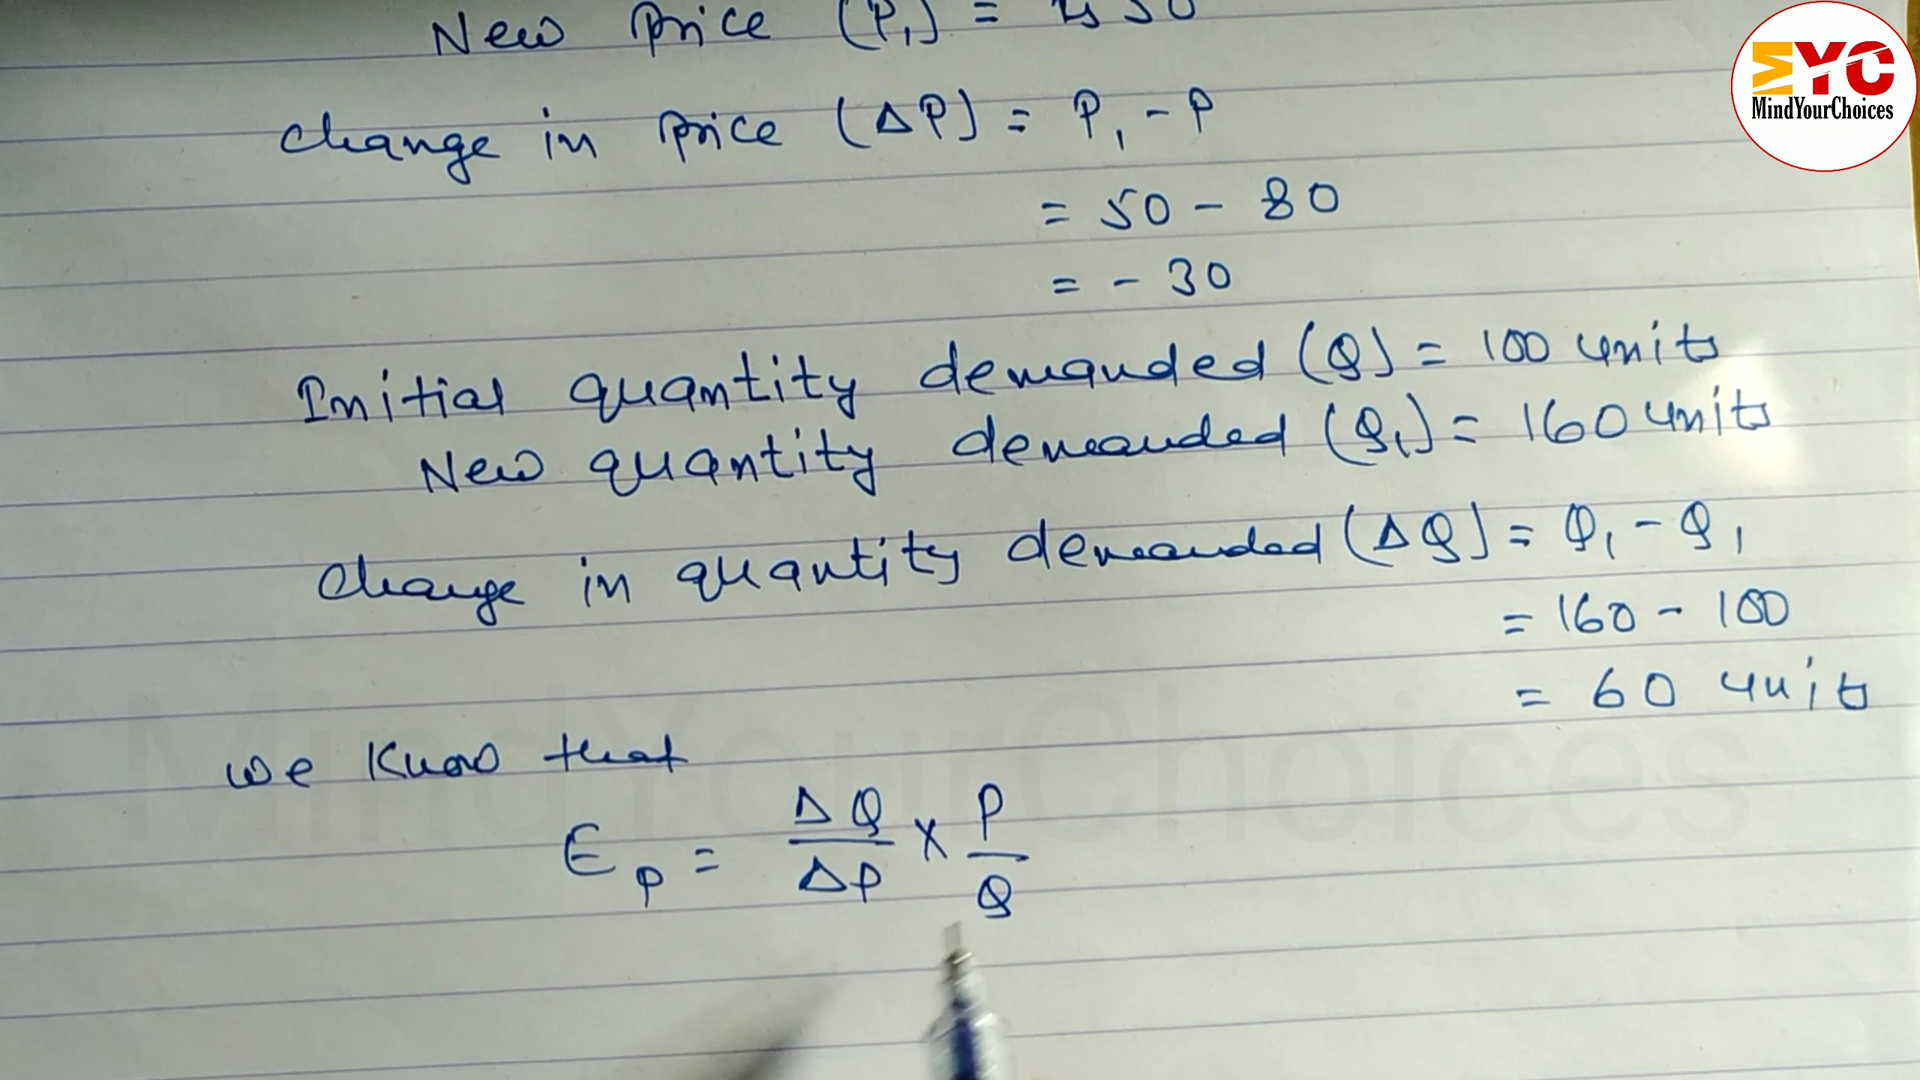 New Price (P₁) = Rs 50
MYC
MindYourChoices
change in price (ΔP) = P₁ - P
= 50 - 80
= - 30
Initial quantity demanded (Q) = 100 units
New quantity demanded (Q₁) = 160 units
change in quantity demanded (ΔQ) = Q₁ - Q₁
= 160 - 100
= 60 units
MindYourChoices
we know that
Ep = ΔQ/ΔP × P/Q